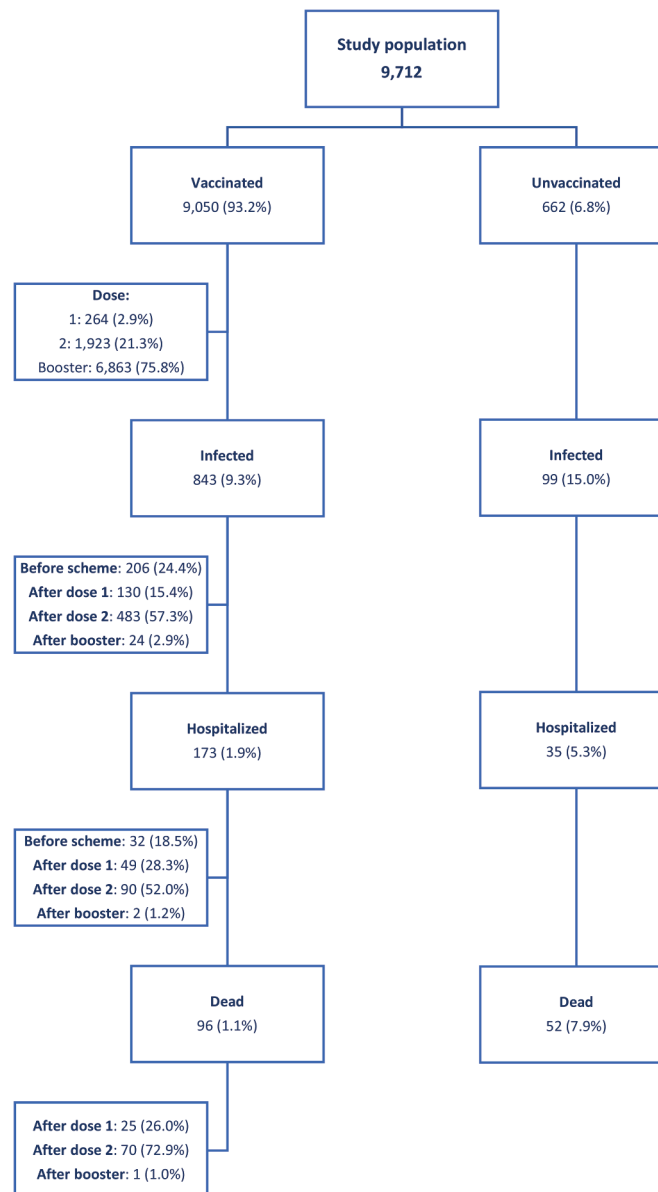 Study population
9,712
Vaccinated
9,050 (93.2%)
Unvaccinated
662 (6.8%)
Dose:
1: 264 (2.9%)
2: 1,923 (21.3%)
Booster: 6,863 (75.8%)
Infected
843 (9.3%)
Infected
99 (15.0%)
Before scheme: 206 (24.4%)
After dose 1: 130 (15.4%)
After dose 2: 483 (57.3%)
After booster: 24 (2.9%)
Hospitalized
173 (1.9%)
Hospitalized
35 (5.3%)
Before scheme: 32 (18.5%)
After dose 1: 49 (28.3%)
After dose 2: 90 (52.0%)
After booster: 2 (1.2%)
Dead
96 (1.1%)
Dead
52 (7.9%)
After dose 1: 25 (26.0%)
After dose 2: 70 (72.9%)
After booster: 1 (1.0%)